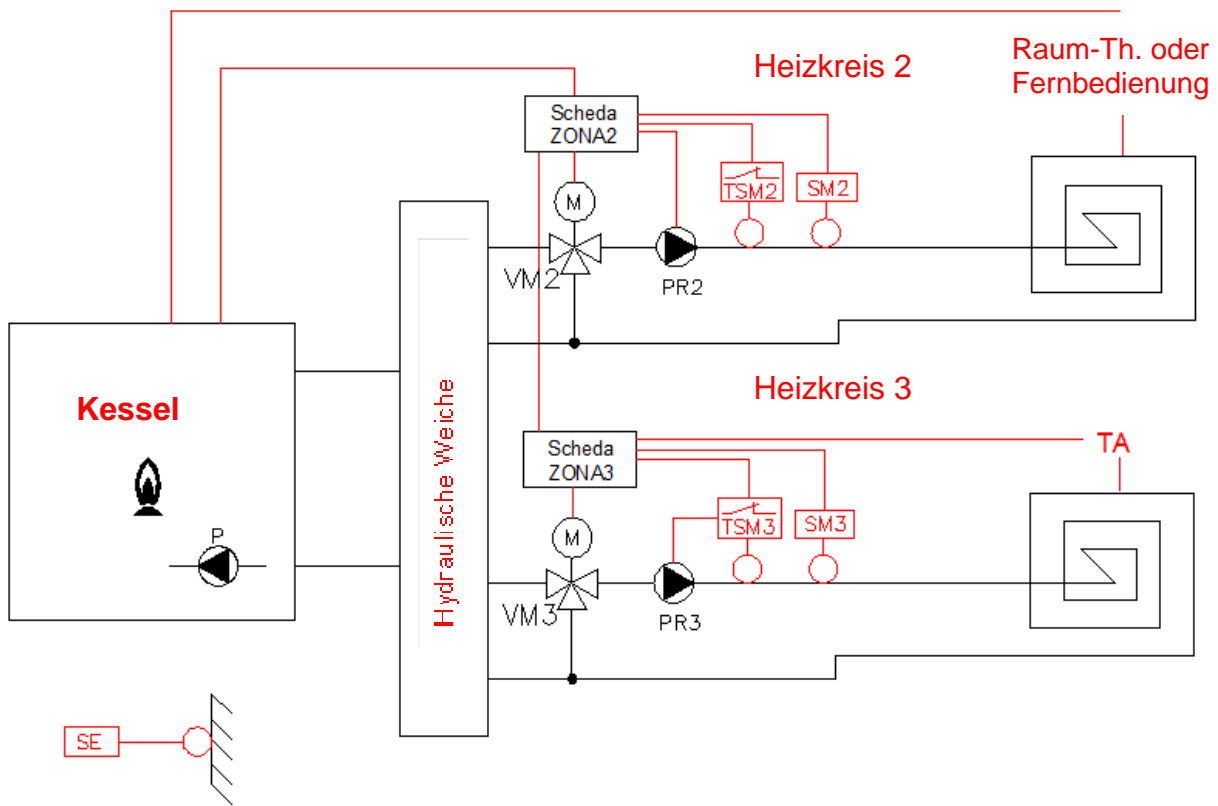 Raum-Th. oder
Fernbedienung
Heizkreis 2
Scheda
ZONA2
TSM2
SM2
M
VM2
PR2
Kessel
P
Hydraulische Weiche
Heizkreis 3
Scheda
ZONA3
TA
TSM3
SM3
M
VM3
PR3
SE